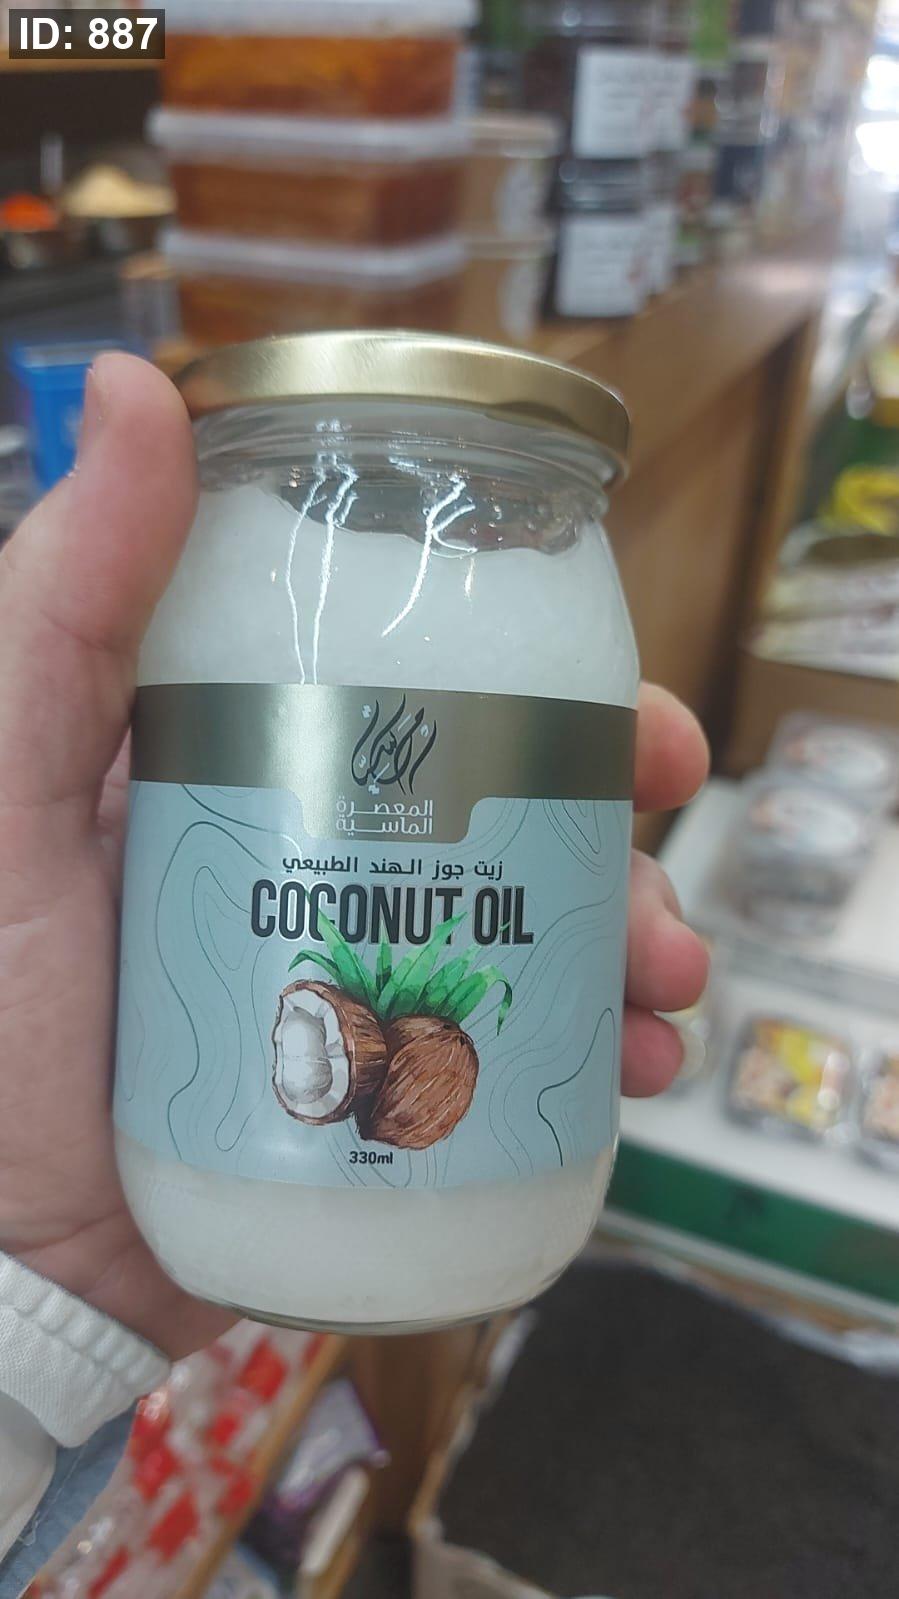 ID: 887
المعصرة
الماسية
زيت جوز الهند الطبيعي
COCONUT OIL
330ml